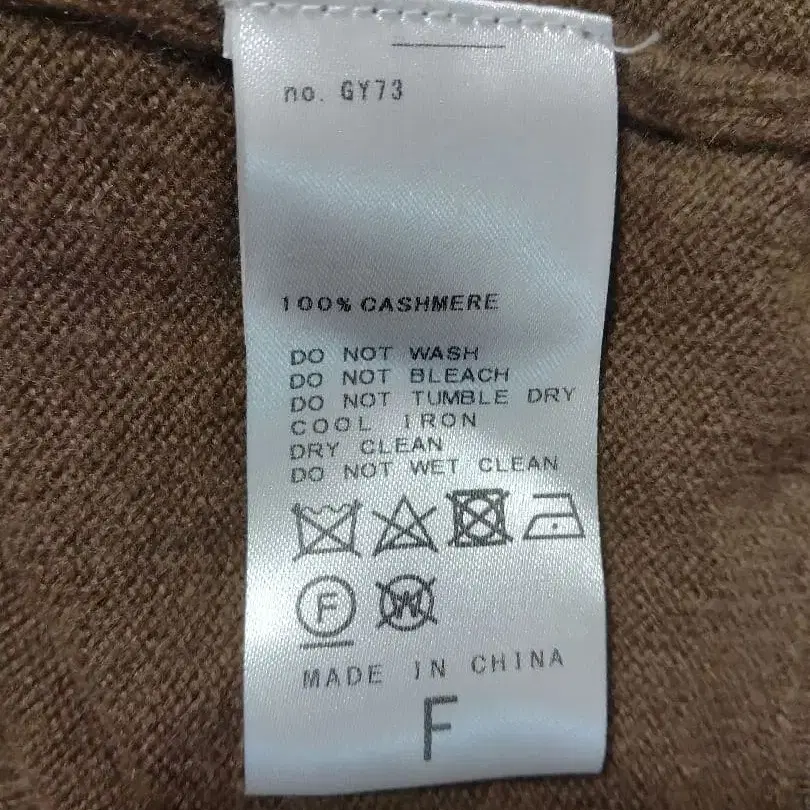 no. GY73
100% CASHMERE
DO NOT WASH
DO NOT BLEACH
DO NOT TUMBLE DRY
COOL IRON
DRY CLEAN
DO NOT WET CLEAN
F W
MADE IN CHINA
F